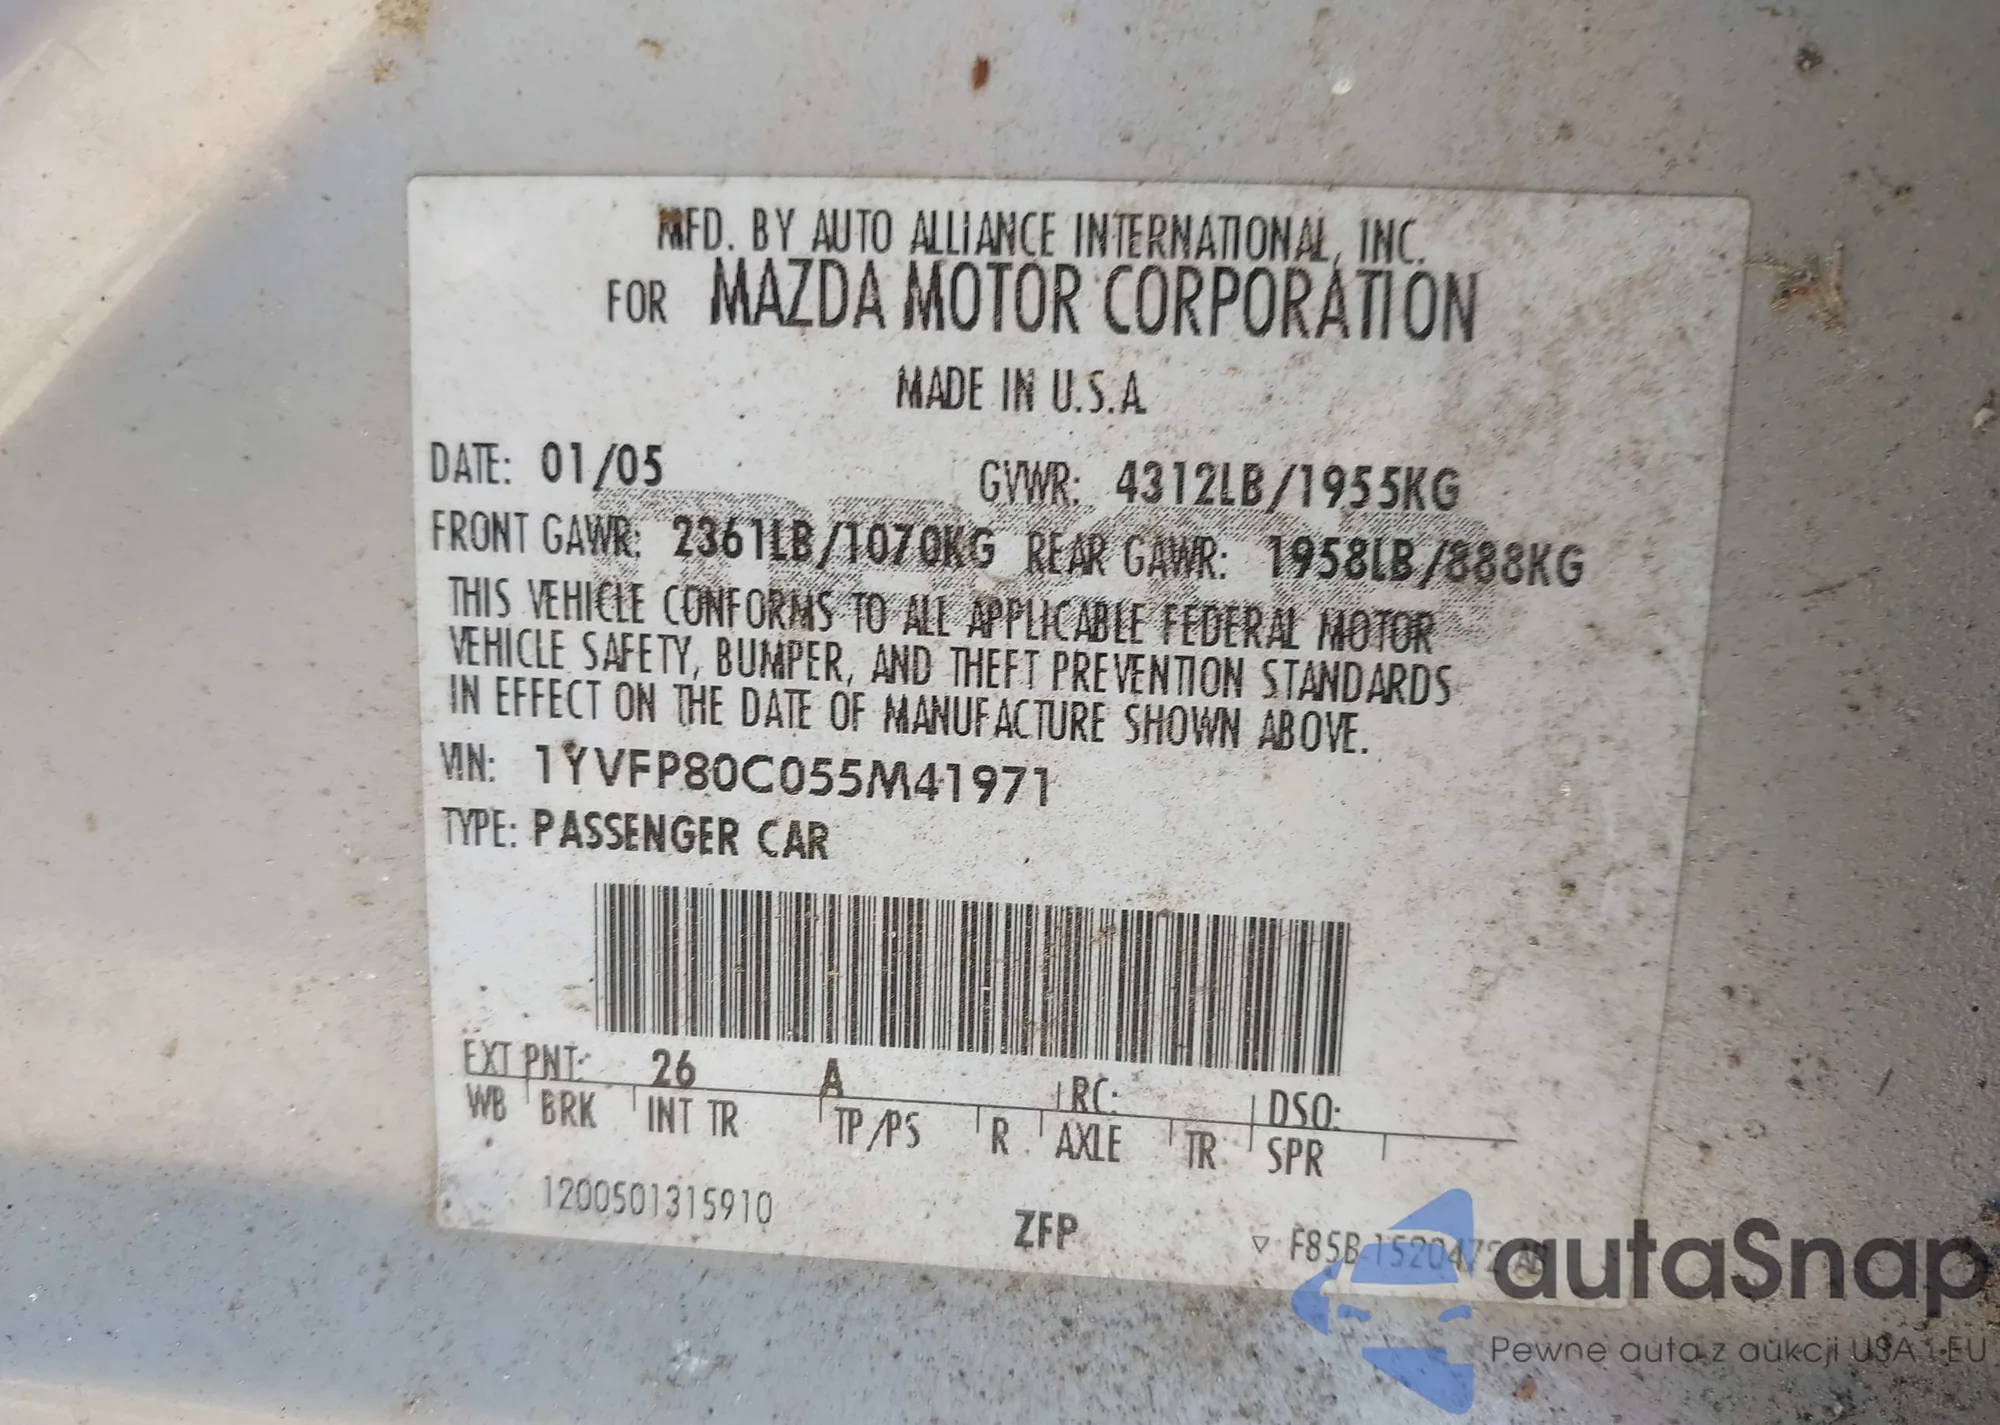 MFD. BY AUTO ALLIANCE INTERNATIONAL, INC.
FOR MAZDA MOTOR CORPORATION
MADE IN U.S.A.
DATE: 01/05 GVWR: 4312LB/1955KG
FRONT GAWR: 2361LB/1070KG REAR GAWR: 1958LB/888KG
THIS VEHICLE CONFORMS TO ALL APPLICABLE FEDERAL MOTOR
VEHICLE SAFETY, BUMPER, AND THEFT PREVENTION STANDARDS
IN EFFECT ON THE DATE OF MANUFACTURE SHOWN ABOVE.
VIN: 1YVFP80C055M41971
TYPE: PASSENGER CAR
EXT PNT: 26 A RC: DSO:
WB BRK INT TR TP/PS R AXLE TR SPR
1200501315910 ZFP ▽ F85B-1520472-
autaSnap
Pewne auta z aukcji USA i EU